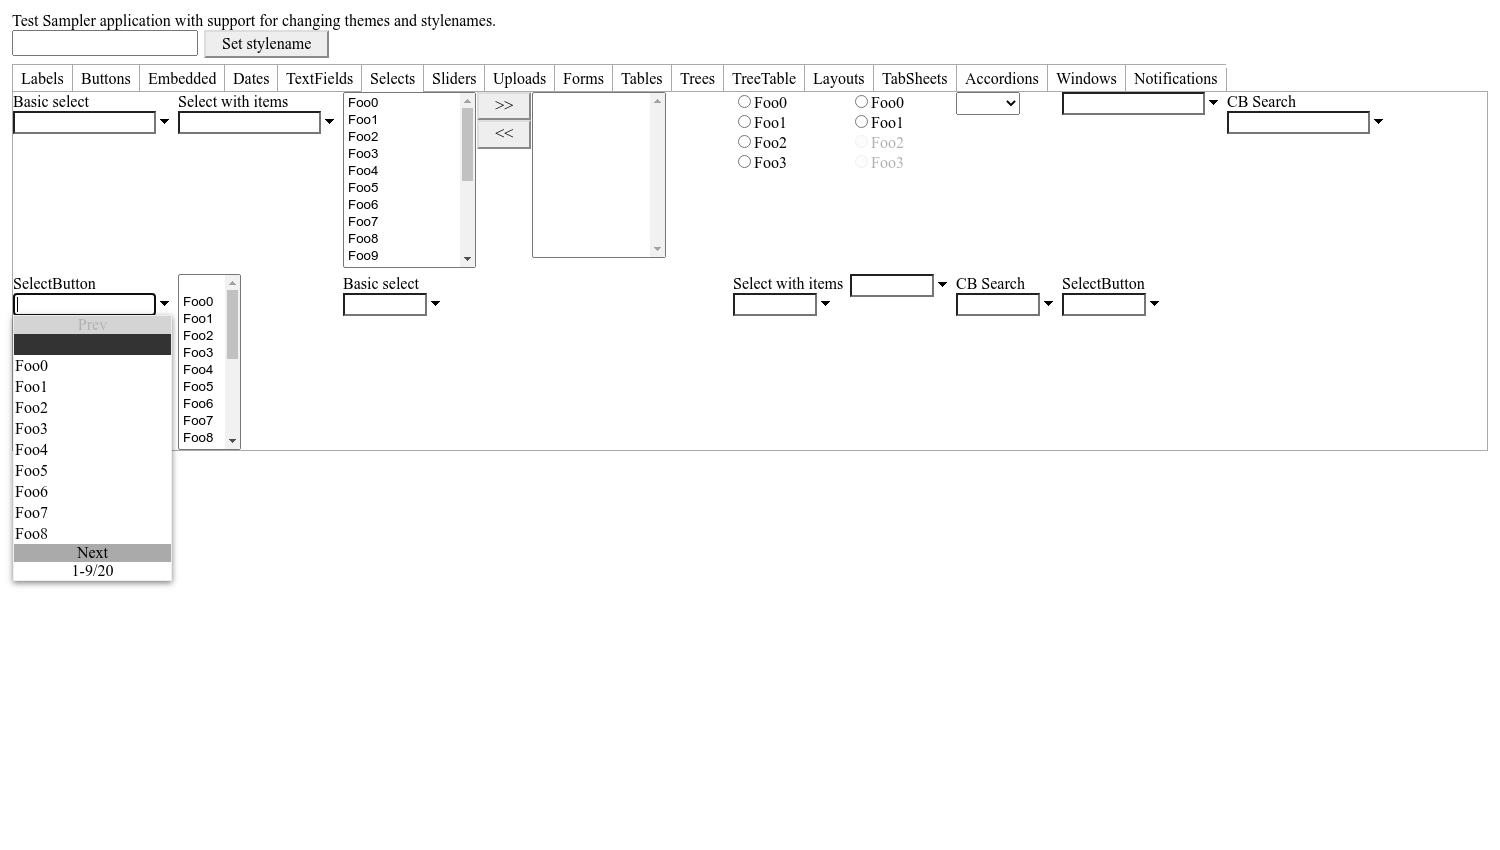 Test Sampler application with support for changing themes and stylenames.
Set stylename
Labels Buttons Embedded Dates TextFields Selects Sliders Uploads Forms Tables Trees TreeTable Layouts TabSheets Accordions Windows Notifications
Basic select
Select with items
Foo0
Foo1
Foo2
Foo3
Foo4
Foo5
Foo6
Foo7
Foo8
Foo9
>>
<<
Foo0
Foo1
Foo2
Foo3
Foo0
Foo1
Foo2
Foo3
CB Search
SelectButton
Prev
Foo0
Foo1
Foo2
Foo3
Foo4
Foo5
Foo6
Foo7
Foo8
Next
1-9/20
Foo0
Foo1
Foo2
Foo3
Foo4
Foo5
Foo6
Foo7
Foo8
Basic select
Select with items
CB Search
SelectButton